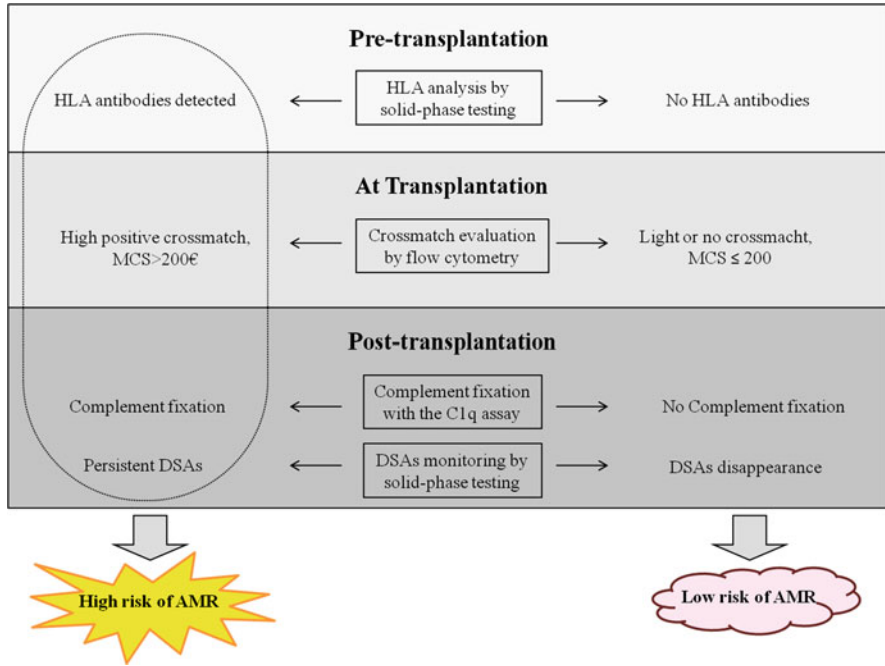 Pre-transplantation
HLA antibodies detected
HLA analysis by
solid-phase testing
No HLA antibodies
At Transplantation
High positive crossmatch,
MCS>200€
Crossmatch evaluation
by flow cytometry
Light or no crossmacht,
MCS ≤ 200
Post-transplantation
Complement fixation
Complement fixation
with the C1q assay
No Complement fixation
Persistent DSAs
DSAs monitoring by
solid-phase testing
DSAs disappearance
High risk of AMR
Low risk of AMR